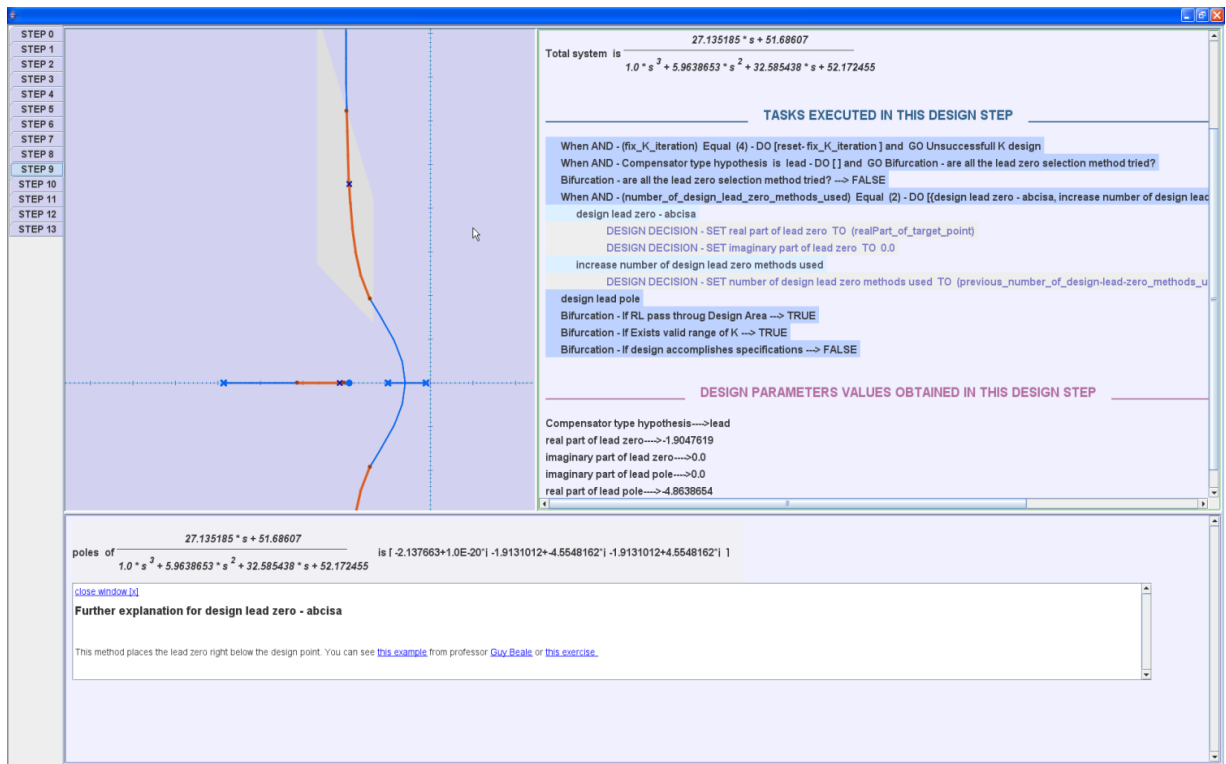 STEP 0
STEP 1
STEP 2
STEP 3
STEP 4
STEP 5
STEP 6
STEP 7
STEP 8
STEP 9
STEP 10
STEP 11
STEP 12
STEP 13
27.135185 * s + 51.68607
Total system is
1.0 * s 3 + 5.9638653 * s 2 + 32.585438 * s + 52.172455
TASKS EXECUTED IN THIS DESIGN STEP
When AND - (fix_K_iteration) Equal (4) - DO [reset- fix_K_iteration ] and GO Unsuccessfull K design
When AND - Compensator type hypothesis is lead - DO [ ] and GO Bifurcation - are all the lead zero selection method tried?
Bifurcation - are all the lead zero selection method tried? ---> FALSE
When AND - (number_of_design_lead_zero_methods_used) Equal (2) - DO [{design lead zero - abcisa, increase number of design lead
design lead zero - abcisa
DESIGN DECISION - SET real part of lead zero TO (realPart_of_target_point)
DESIGN DECISION - SET imaginary part of lead zero TO 0.0
increase number of design lead zero methods used
DESIGN DECISION - SET number of design lead zero methods used TO (previous_number_of_design-lead-zero_methods_u
design lead pole
Bifurcation - If RL pass throug Design Area ---> TRUE
Bifurcation - If Exists valid range of K ---> TRUE
Bifurcation - If design accomplishes specifications ---> FALSE
DESIGN PARAMETERS VALUES OBTAINED IN THIS DESIGN STEP
Compensator type hypothesis---->lead
real part of lead zero---->-1.9047619
imaginary part of lead zero---->0.0
imaginary part of lead pole---->0.0
real part of lead pole---->-4.8638654
27.135185 * s + 51.68607
poles of is [ -2.137663+1.0E-20*j -1.9131012+-4.5548162*j -1.9131012+4.5548162*j ]
1.0 * s 3 + 5.9638653 * s 2 + 32.585438 * s + 52.172455
close window [x]
Further explanation for design lead zero - abcisa
This method places the lead zero right below the design point. You can see this example from professor Guy Beale or this exercise